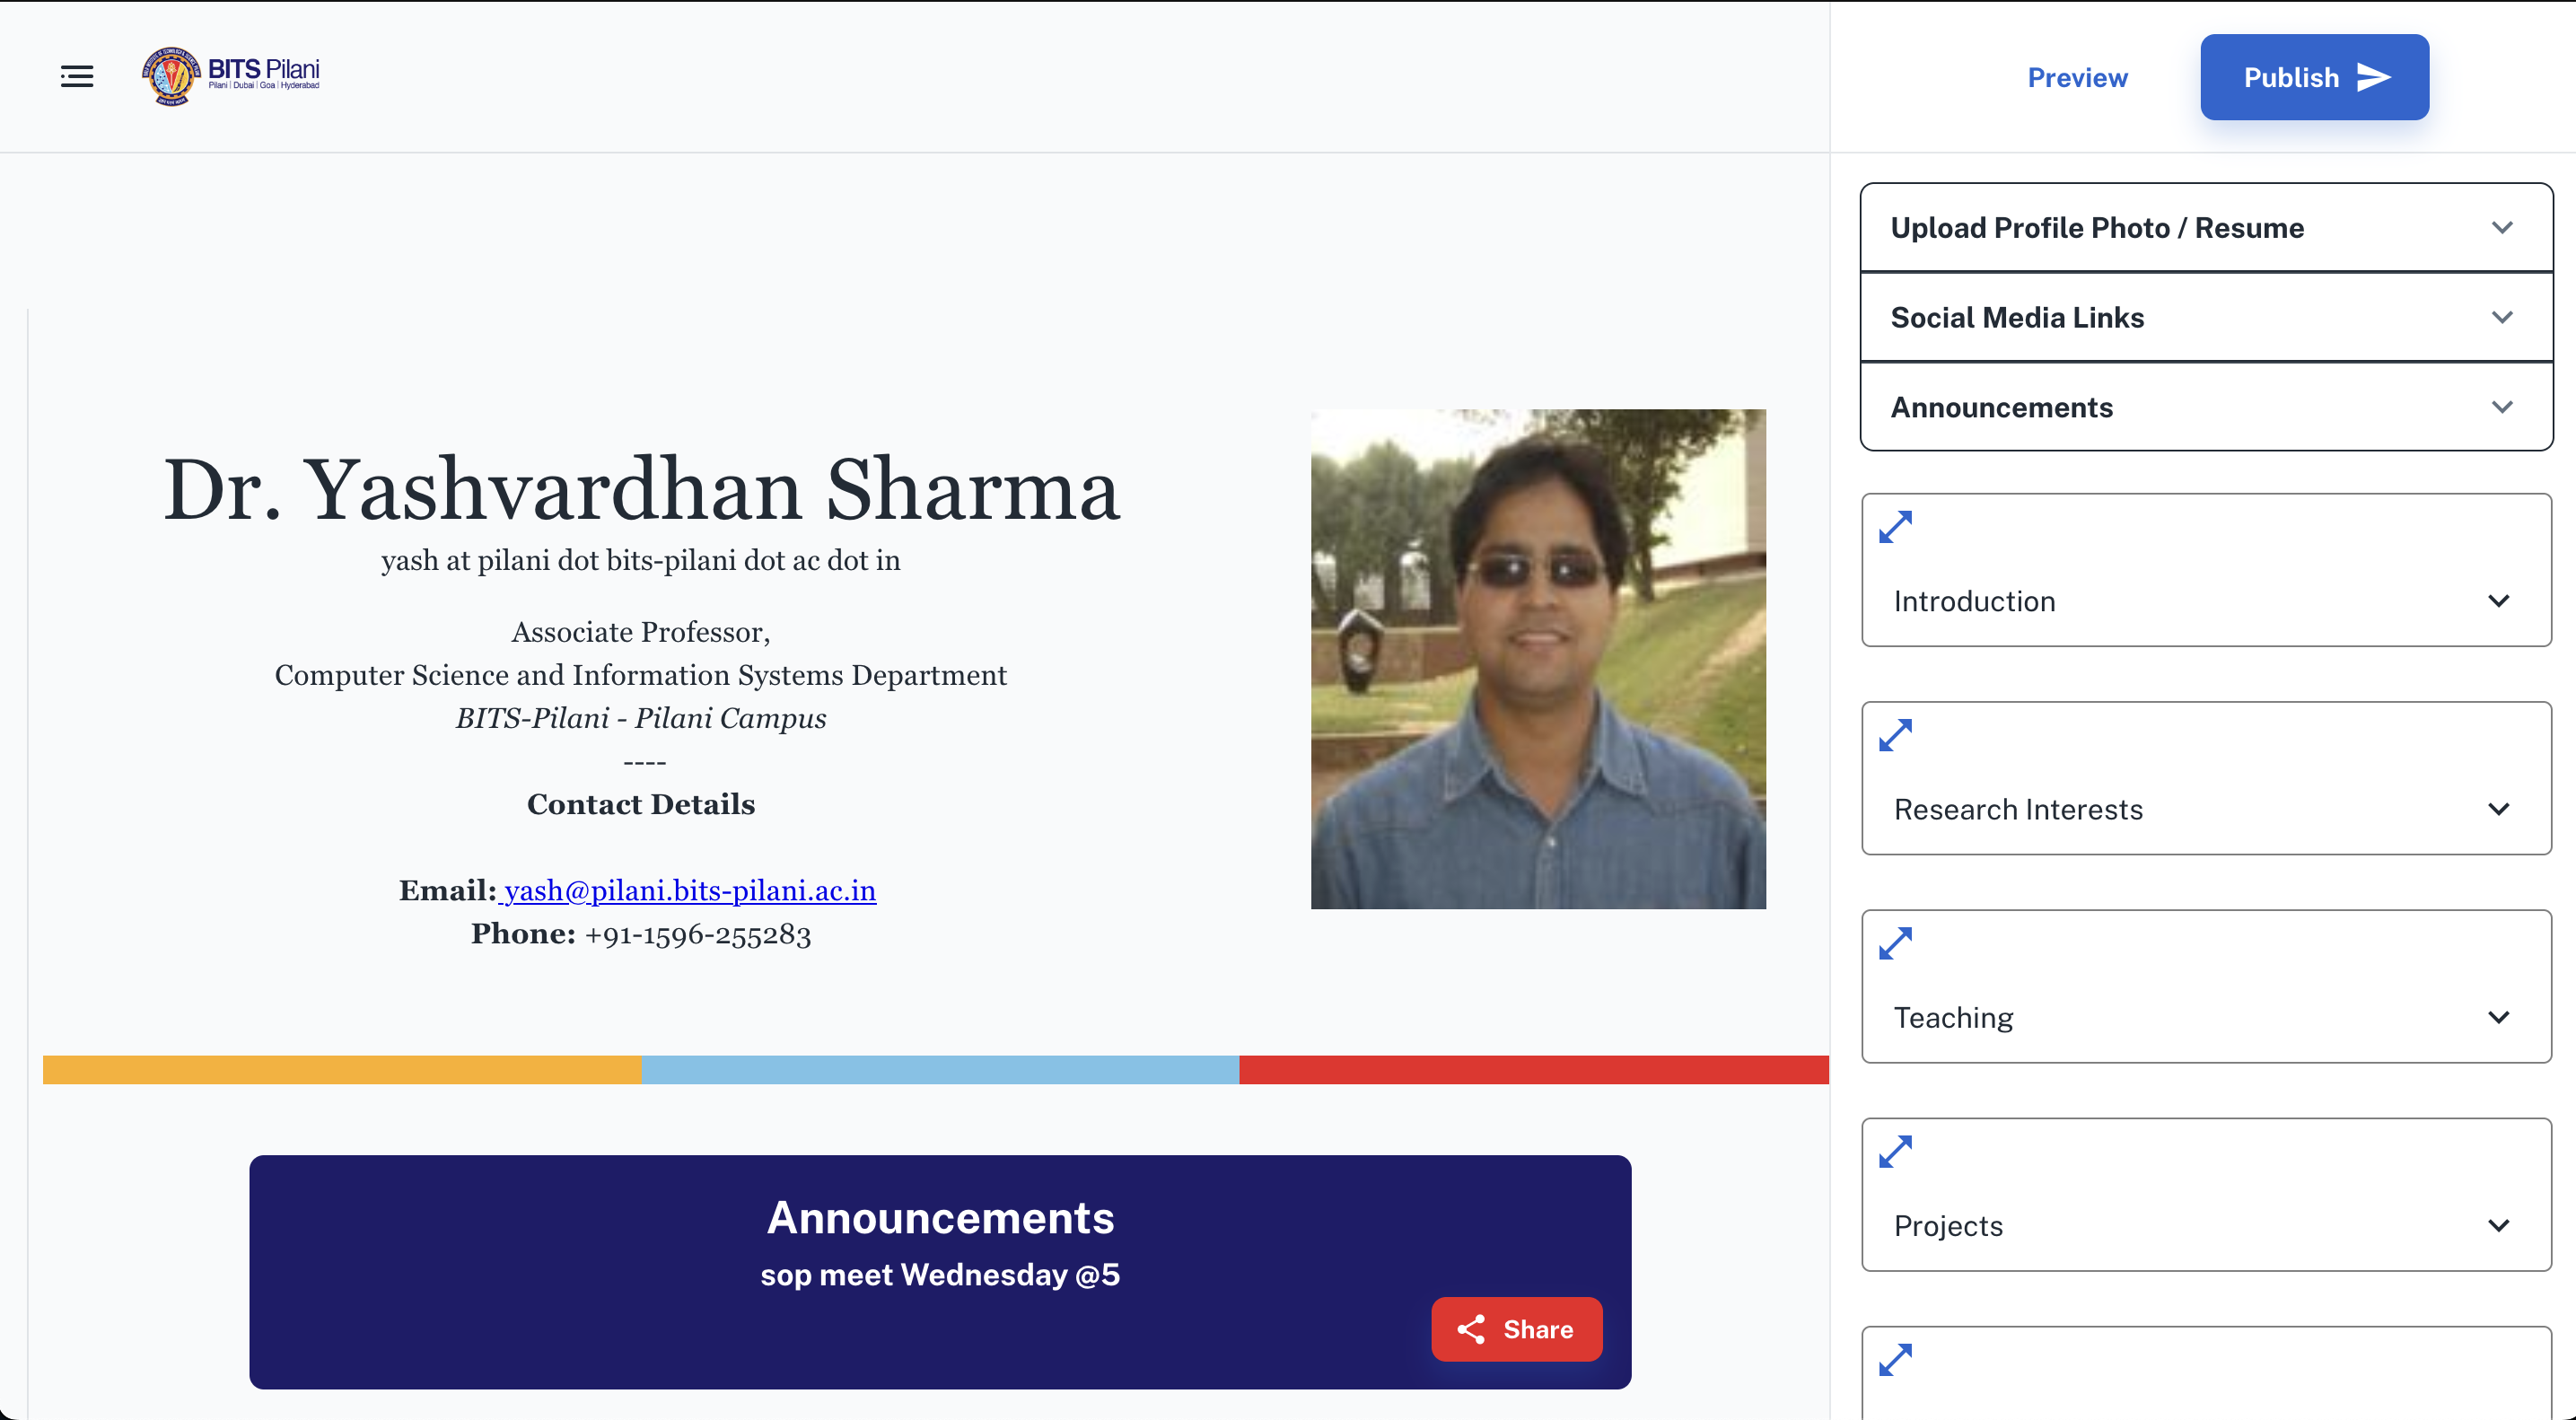 BITS Pilani
Pilani | Dubai | Goa | Hyderabad
Preview
Publish
Dr. Yashvardhan Sharma
yash at pilani dot bits-pilani dot ac dot in
Associate Professor,
Computer Science and Information Systems Department
BITS-Pilani - Pilani Campus
----
Contact Details
Email: yash@pilani.bits-pilani.ac.in
Phone: +91-1596-255283
Announcements
sop meet Wednesday @5
Share
Upload Profile Photo / Resume
Social Media Links
Announcements
Introduction
Research Interests
Teaching
Projects